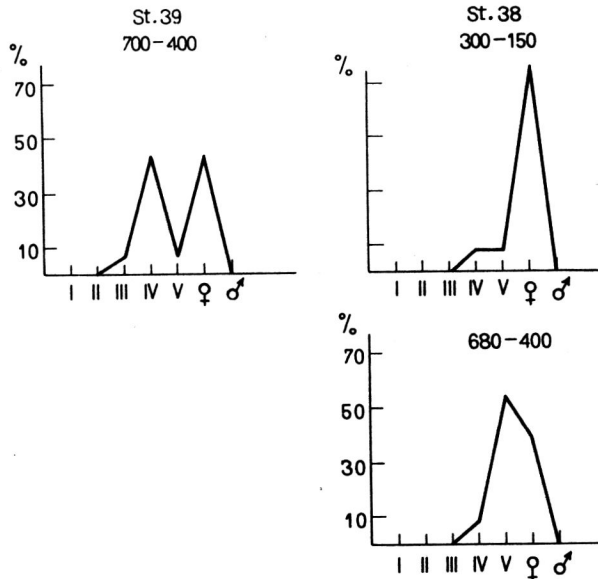 St.39
700-400
%
70
50
30
10
I II III IV V ♀ ♂
St.38
300-150
%
I II III IV V ♀ ♂
680-400
%
70
50
30
10
I II III IV V ♀ ♂